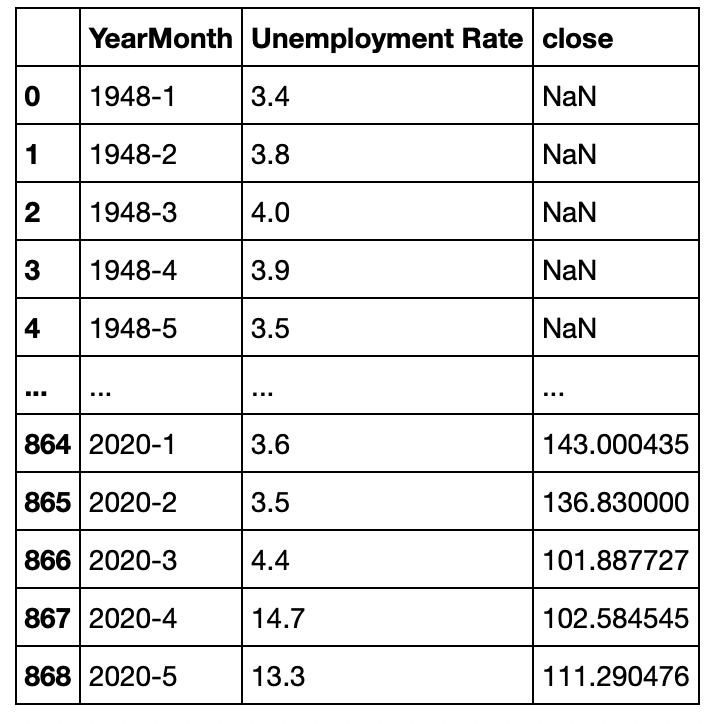 YearMonth Unemployment Rate close
0 1948-1 3.4 NaN
1 1948-2 3.8 NaN
2 1948-3 4.0 NaN
3 1948-4 3.9 NaN
4 1948-5 3.5 NaN
... ... ... ...
864 2020-1 3.6 143.000435
865 2020-2 3.5 136.830000
866 2020-3 4.4 101.887727
867 2020-4 14.7 102.584545
868 2020-5 13.3 111.290476